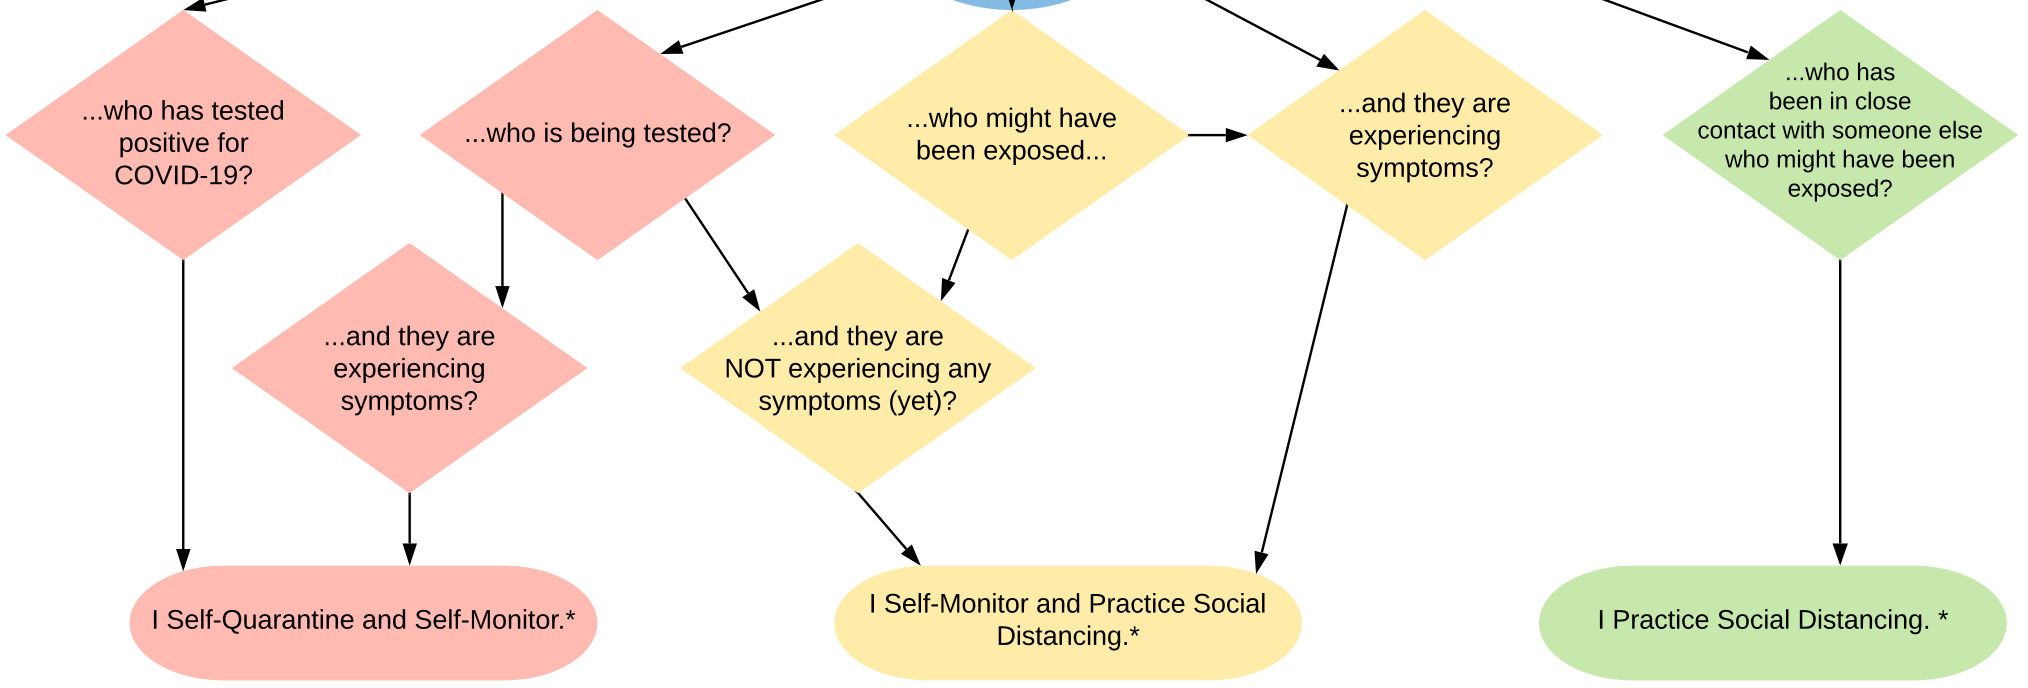 ...who has tested
positive for
COVID-19?
...who is being tested?
...who might have
been exposed...
...and they are
experiencing
symptoms?
...who has
been in close
contact with someone else
who might have been
exposed?
...and they are
experiencing
symptoms?
...and they are
NOT experiencing any
symptoms (yet)?
I Self-Quarantine and Self-Monitor.*
I Self-Monitor and Practice Social
Distancing.*
I Practice Social Distancing. *